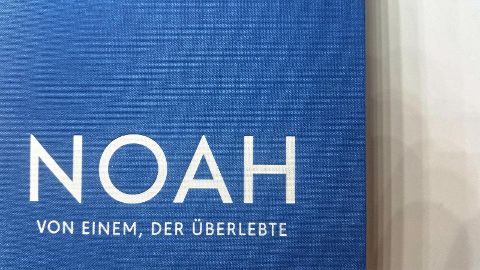 NOAH
VON EINEM, DER ÜBERLEBTE